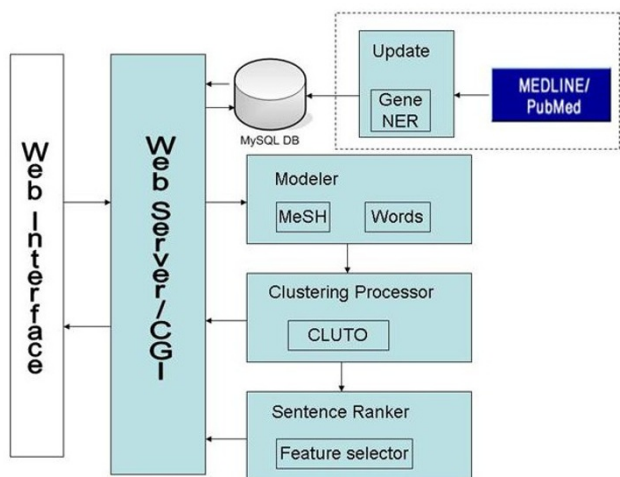 Web Interface
Web Server/CGI
MySQL DB
Update
Gene
NER
MEDLINE/
PubMed
Modeler
MeSH
Words
Clustering Processor
CLUTO
Sentence Ranker
Feature selector